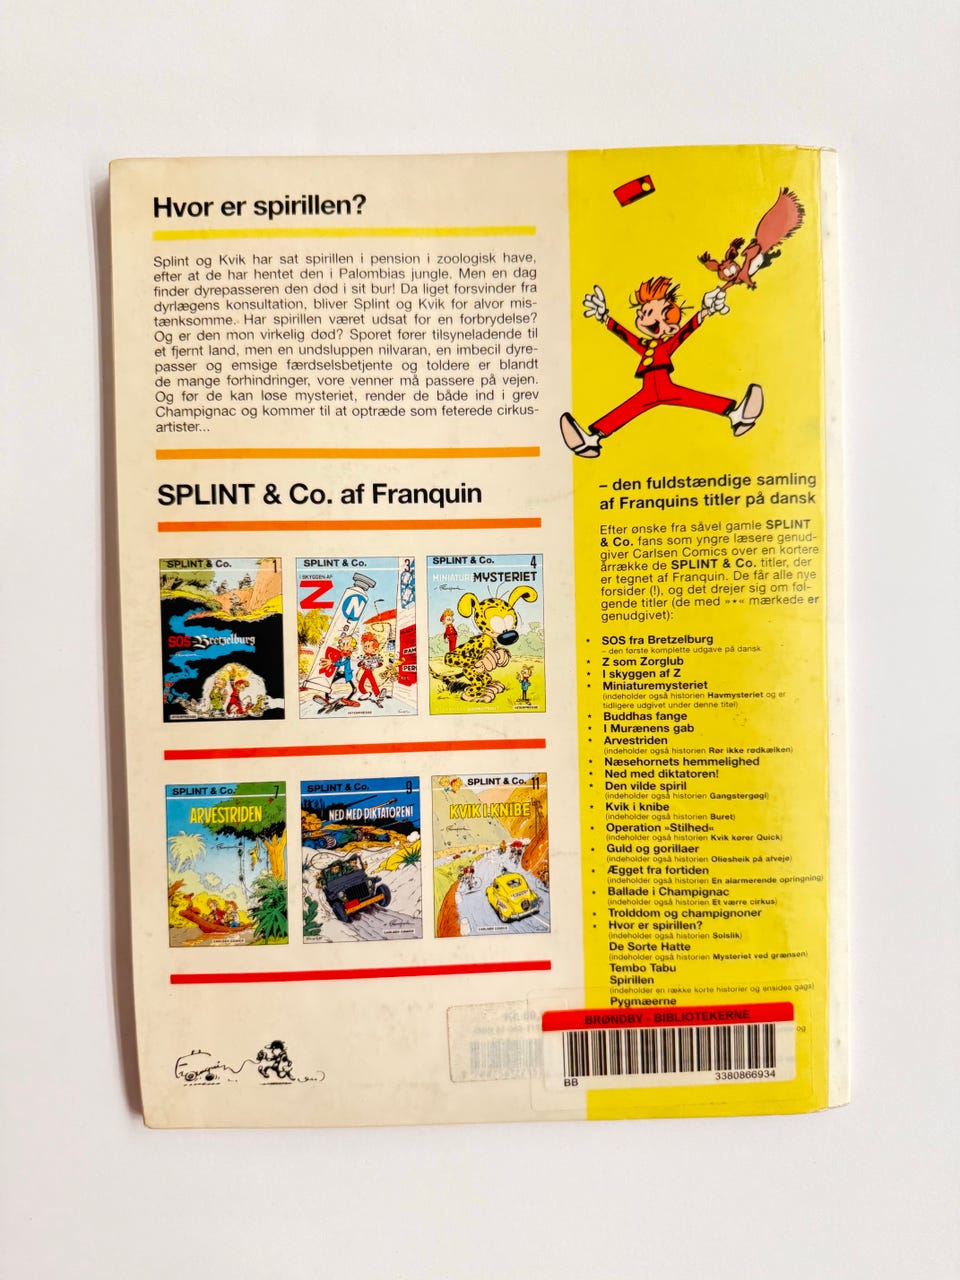 Hvor er spirillen?
Splint og Kvik har sat spirillen i pension i zoologisk have,
efter at de har hentet den i Palombias jungle. Men en dag
finder dyrepasseren den død i sit bur! Da liget forsvinder fra
dyrlægens konsultation, bliver Splint og Kvik for alvor mis-
tænksomme. Har spirillen været udsat for en forbrydelse?
Og er den mon virkelig død? Sporet fører tilsyneladende til
et fjernt land, men en undsluppen nilvaran, en imbecil dyre-
passer og emsige færdselsbetjente og toldere er blandt
de mange forhindringer, vore venner må passere på vejen.
Og før de kan løse mysteriet, render de både ind i grev
Champignac og kommer til at optræde som feterede cirkus-
artister...
SPLINT & Co. af Franquin
SPLINT & Co. 1
SOS Bretzelburg
INTERPRESSE
SPLINT & Co. 3
I SKYGGEN AF
Z
INTERPRESSE
SPLINT & Co. 4
MINIATUREMYSTERIET
INTERPRESSE
SPLINT & Co. 7
ARVESTRIDEN
CARLSEN COMICS
SPLINT & Co. 9
NED MED DIKTATOREN!
CARLSEN COMICS
SPLINT & Co. 11
KVIK I KNIBE
CARLSEN COMICS
Franquin
– den fuldstændige samling
af Franquins titler på dansk
Efter ønske fra såvel gamle SPLINT
& Co. fans som yngre læsere genud-
giver Carlsen Comics over en kortere
årrække de SPLINT & Co. titler, der
er tegnet af Franquin. De får alle nye
forsider (!), og det drejer sig om føl-
gende titler (de med »*« mærkede er
genudgivet):
* SOS fra Bretzelburg
– den første komplette udgave på dansk
* Z som Zorglub
* I skyggen af Z
* Miniaturemysteriet
(indeholder også historien Havmysteriet og er
tidligere udgivet under denne titel)
* Buddhas fange
* I Murænens gab
* Arvestriden
(indeholder også historien Rør ikke rødkælken)
* Næsehornets hemmelighed
* Ned med diktatoren!
* Den vilde spiril
(indeholder også historien Gangstergøgl)
* Kvik i knibe
(indeholder også historien Buret)
* Operation »Stilhed«
(indeholder også historien Kvik kører Quick)
* Guld og gorillaer
(indeholder også historien Oliesheik på afveje)
* Ægget fra fortiden
(indeholder også historien En alarmerende opringning)
* Ballade i Champignac
(indeholder også historien Et værre cirkus)
* Trolddom og champignoner
* Hvor er spirillen?
(indeholder også historien Solslik)
De Sorte Hatte
(indeholder også historien Mysteriet ved grænsen)
Tembo Tabu
Spirillen
(indeholder en række korte historier og ensides gags)
Pygmæerne
og
BRØNDBY - BIBLIOTEKERNE
BB 3380866934